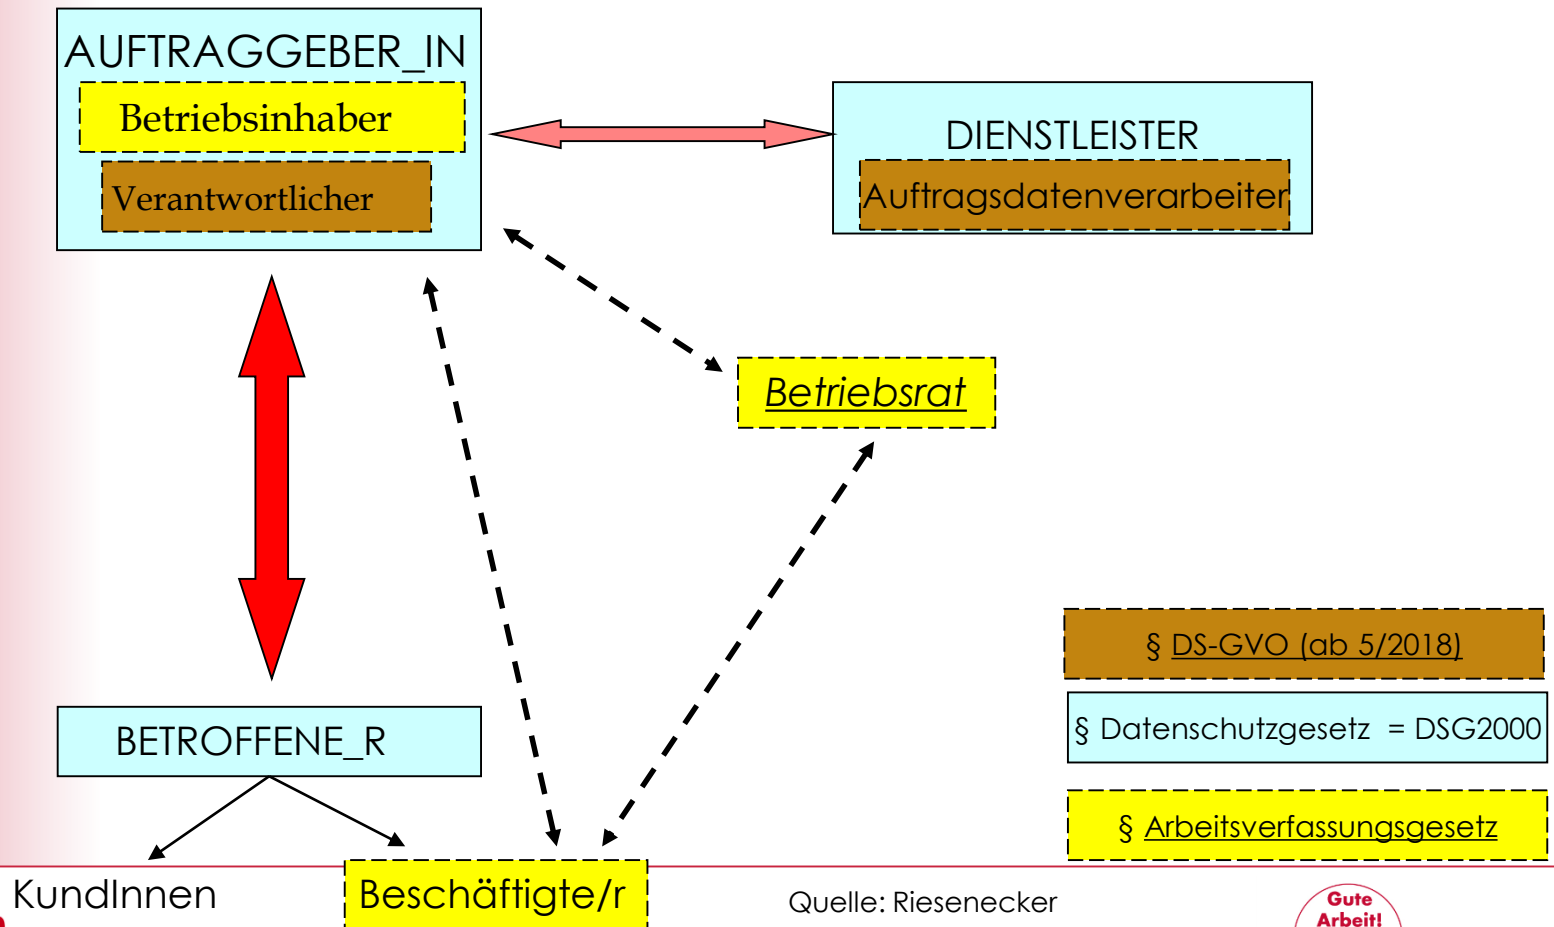 AUFTRAGGEBER_IN
Betriebsinhaber
Verantwortlicher
DIENSTLEISTER
Auftragsdatenverarbeiter
Betriebsrat
§ DS-GVO (ab 5/2018)
BETROFFENE_R
§ Datenschutzgesetz = DSG2000
§ Arbeitsverfassungsgesetz
KundInnen
Beschäftigte/r
Quelle: Riesenecker
Gute
Arbeit!